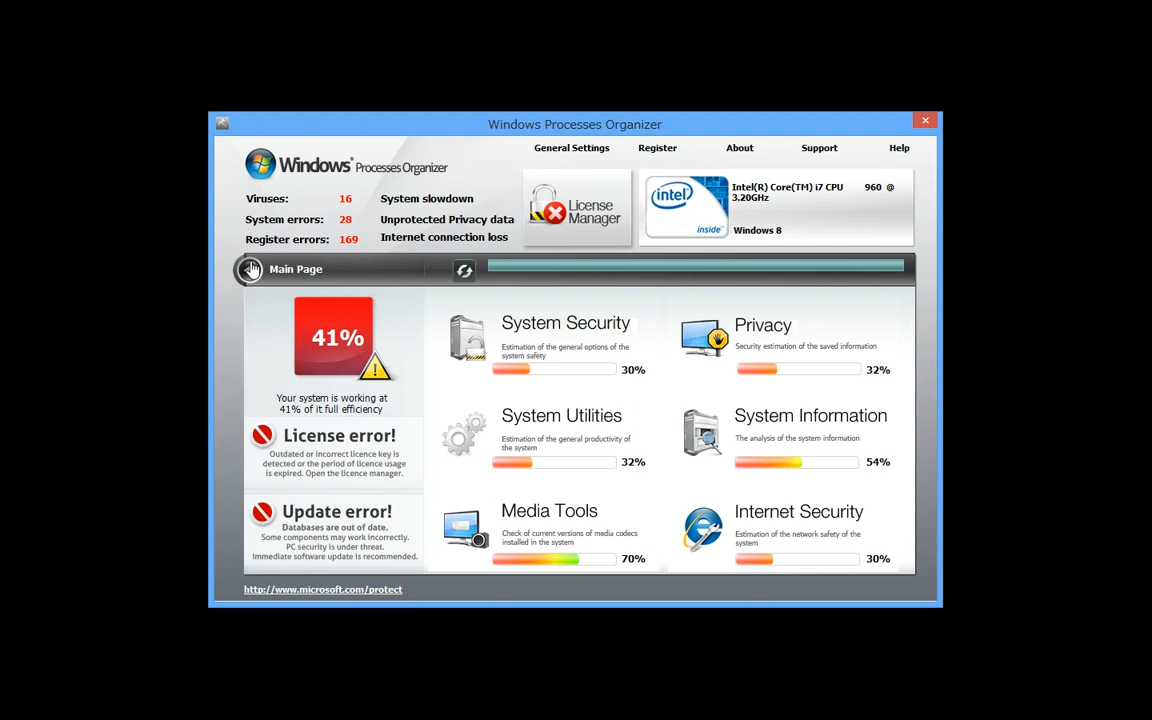 Windows Processes Organizer
Windows® Processes Organizer
General Settings Register About Support Help
Viruses: 16 System slowdown
System errors: 28 Unprotected Privacy data
Register errors: 169 Internet connection loss
License
Manager
intel
inside™
Intel(R) Core(TM) i7 CPU 960 @
3.20GHz
Windows 8
Main Page
41%
Your system is working at
41% of it full efficiency
License error!
Outdated or incorrect licence key is
detected or the period of licence usage
is expired. Open the licence manager.
Update error!
Databases are out of date.
Some components may work incorrectly.
PC security is under threat.
Immediate software update is recommended.
System Security
Estimation of the general options of the
system safety
30%
Privacy
Security estimation of the saved information
32%
System Utilities
Estimation of the general productivity of
the system
32%
System Information
The analysis of the system information
54%
Media Tools
Check of current versions of media codecs
installed in the system
70%
Internet Security
Estimation of the network safety of the
system
30%
http://www.microsoft.com/protect